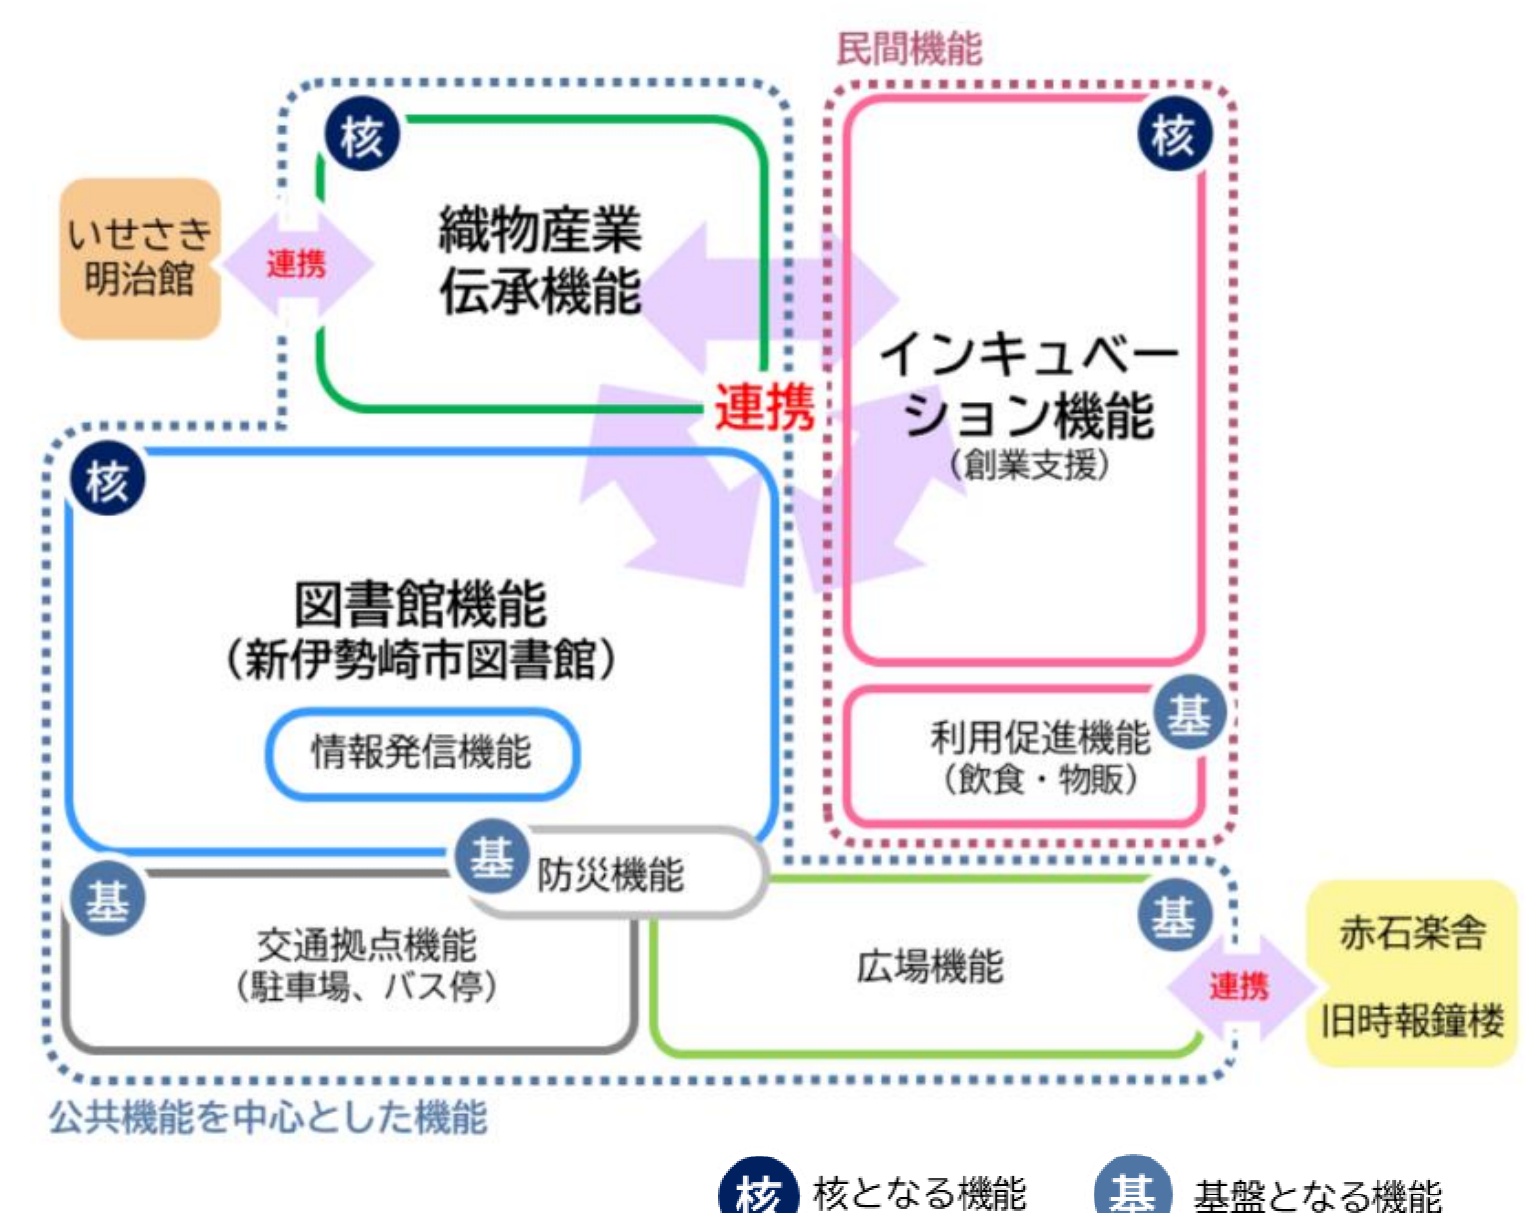 民間機能
核
織物産業
伝承機能
いせさき
明治館
連携
核
インキュベー
ション機能
（創業支援）
連携
核
図書館機能
（新伊勢崎市図書館）
情報発信機能
基
利用促進機能
（飲食・物販）
基
防災機能
基
交通拠点機能
（駐車場、バス停）
基
広場機能
連携
赤石楽舎
旧時報鐘楼
公共機能を中心とした機能
核 核となる機能
基 基盤となる機能